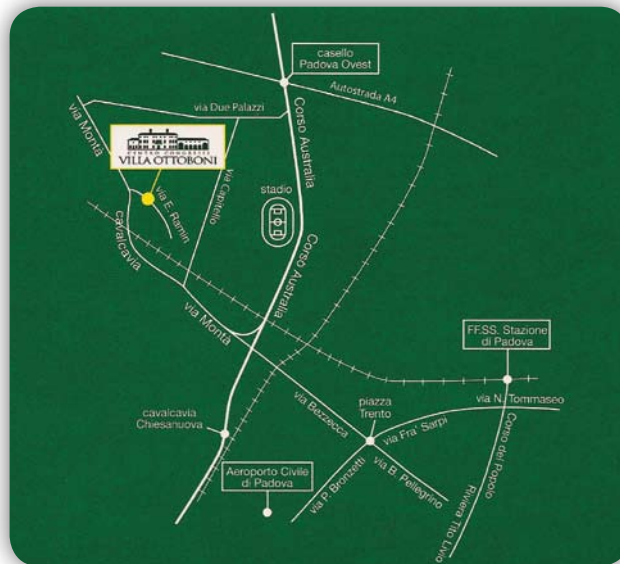 casello
Padova Ovest
Autostrada A4
via Due Palazzi
via Montà
CENTRO CONGRESSI
VILLA OTTOBONI
Corso Australia
via E. Ramin
via Capitello
stadio
cavalcavia
Corso Australia
via Montà
FF.SS. Stazione
di Padova
via Bezzecca
piazza
Trento
via N. Tommaseo
via Fra' Sarpi
cavalcavia
Chiesanuova
Corso del Popolo
Aeroporto Civile
di Padova
via P. Bronzetti
via B. Pellegrino
Riviera Tito Livio